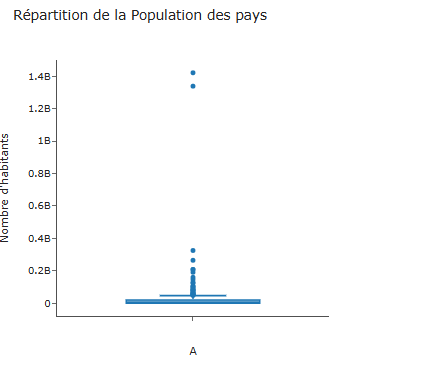 Répartition de la Population des pays
1.4B
1.2B
1B
0.8B
0.6B
0.4B
0.2B
0
Nombre d'habitants
A